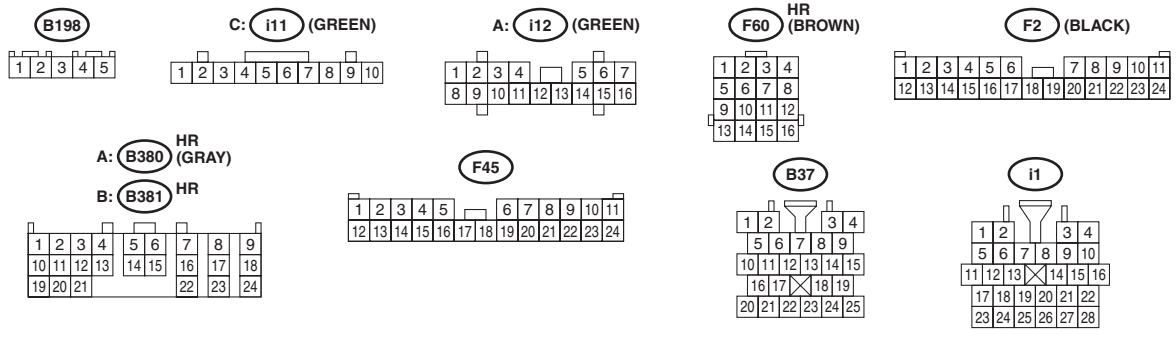 B198
1 2 3 4 5
C: i11 (GREEN)
1 2 3 4 5 6 7 8 9 10
A: i12 (GREEN)
1 2 3 4 5 6 7
8 9 10 11 12 13 14 15 16
F60 HR (BROWN)
1 2 3 4
5 6 7 8
9 10 11 12
13 14 15 16
F2 (BLACK)
1 2 3 4 5 6 7 8 9 10 11
12 13 14 15 16 17 18 19 20 21 22 23 24
A: B380 HR (GRAY)
B: B381 HR
1 2 3 4 5 6 7 8 9
10 11 12 13 14 15 16 17 18
19 20 21 22 23 24
F45
1 2 3 4 5 6 7 8 9 10 11
12 13 14 15 16 17 18 19 20 21 22 23 24
B37
1 2 3 4
5 6 7 8 9
10 11 12 13 14 15
16 17 18 19
20 21 22 23 24 25
i1
1 2 3 4
5 6 7 8 9 10
11 12 13 14 15 16
17 18 19 20 21 22
23 24 25 26 27 28